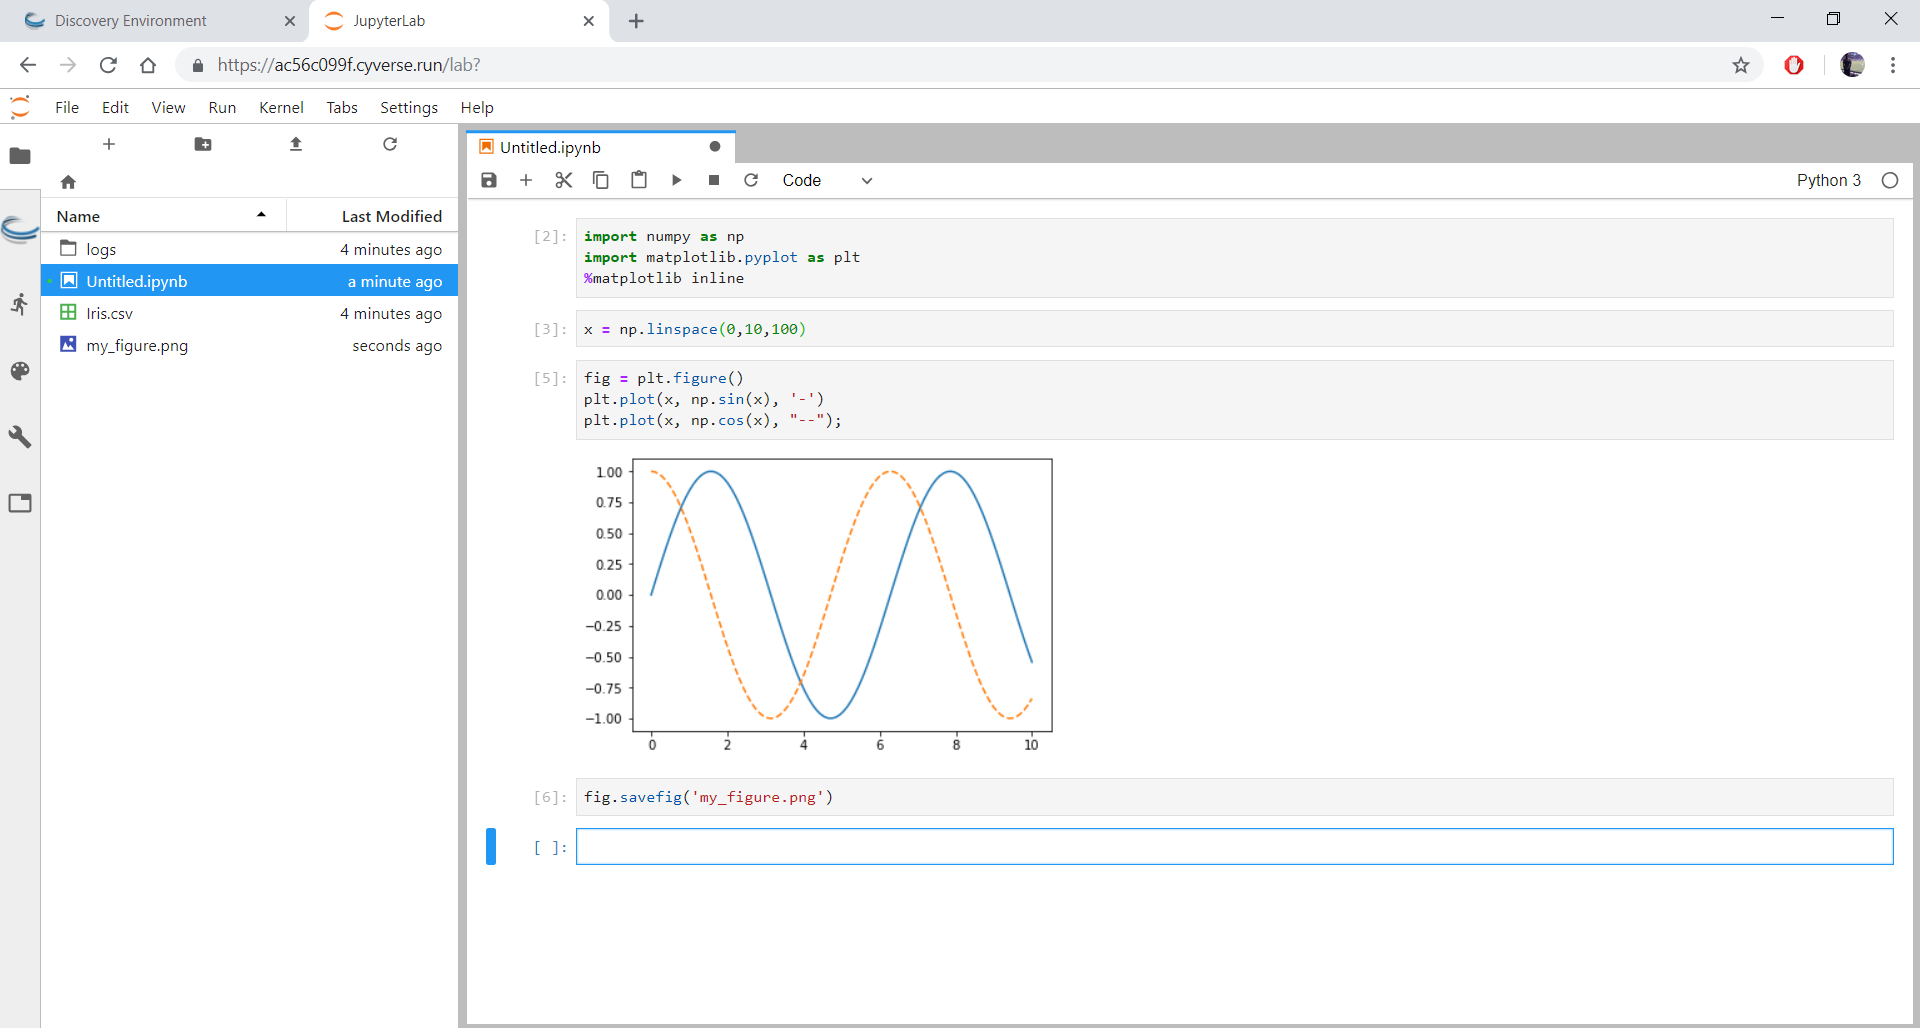 Discovery Environment
JupyterLab
https://ac56c099f.cyverse.run/lab?
File Edit View Run Kernel Tabs Settings Help
Untitled.ipynb
Code
Python 3
Name Last Modified
logs 4 minutes ago
Untitled.ipynb a minute ago
Iris.csv 4 minutes ago
my_figure.png seconds ago
[2]: import numpy as np
import matplotlib.pyplot as plt
%matplotlib inline
[3]: x = np.linspace(0,10,100)
[5]: fig = plt.figure()
plt.plot(x, np.sin(x), '-')
plt.plot(x, np.cos(x), "--");
1.00
0.75
0.50
0.25
0.00
−0.25
−0.50
−0.75
−1.00
0 2 4 6 8 10
[6]: fig.savefig('my_figure.png')
[ ]: